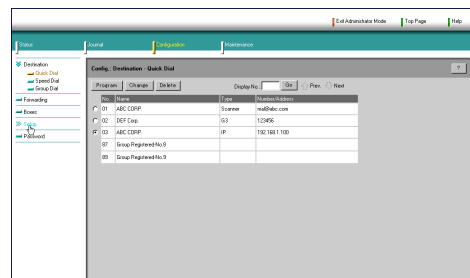 Exit Administrator Mode Top Page Help
Status Journal Configuration Maintenance
Destination
Quick Dial
Speed Dial
Group Dial
Forwarding
Boxes
Setup
Password
Config.: Destination - Quick Dial ?
Program Change Delete Display No.: Go Prev. Next
No. Name Type Number/Address
01 ABC CORP. Scanner mail@abc.com
02 DEF Corp. G3 123456
03 ABC CORP. IP 192.168.1.100
87 Group Registered-No.8
89 Group Registered-No.9